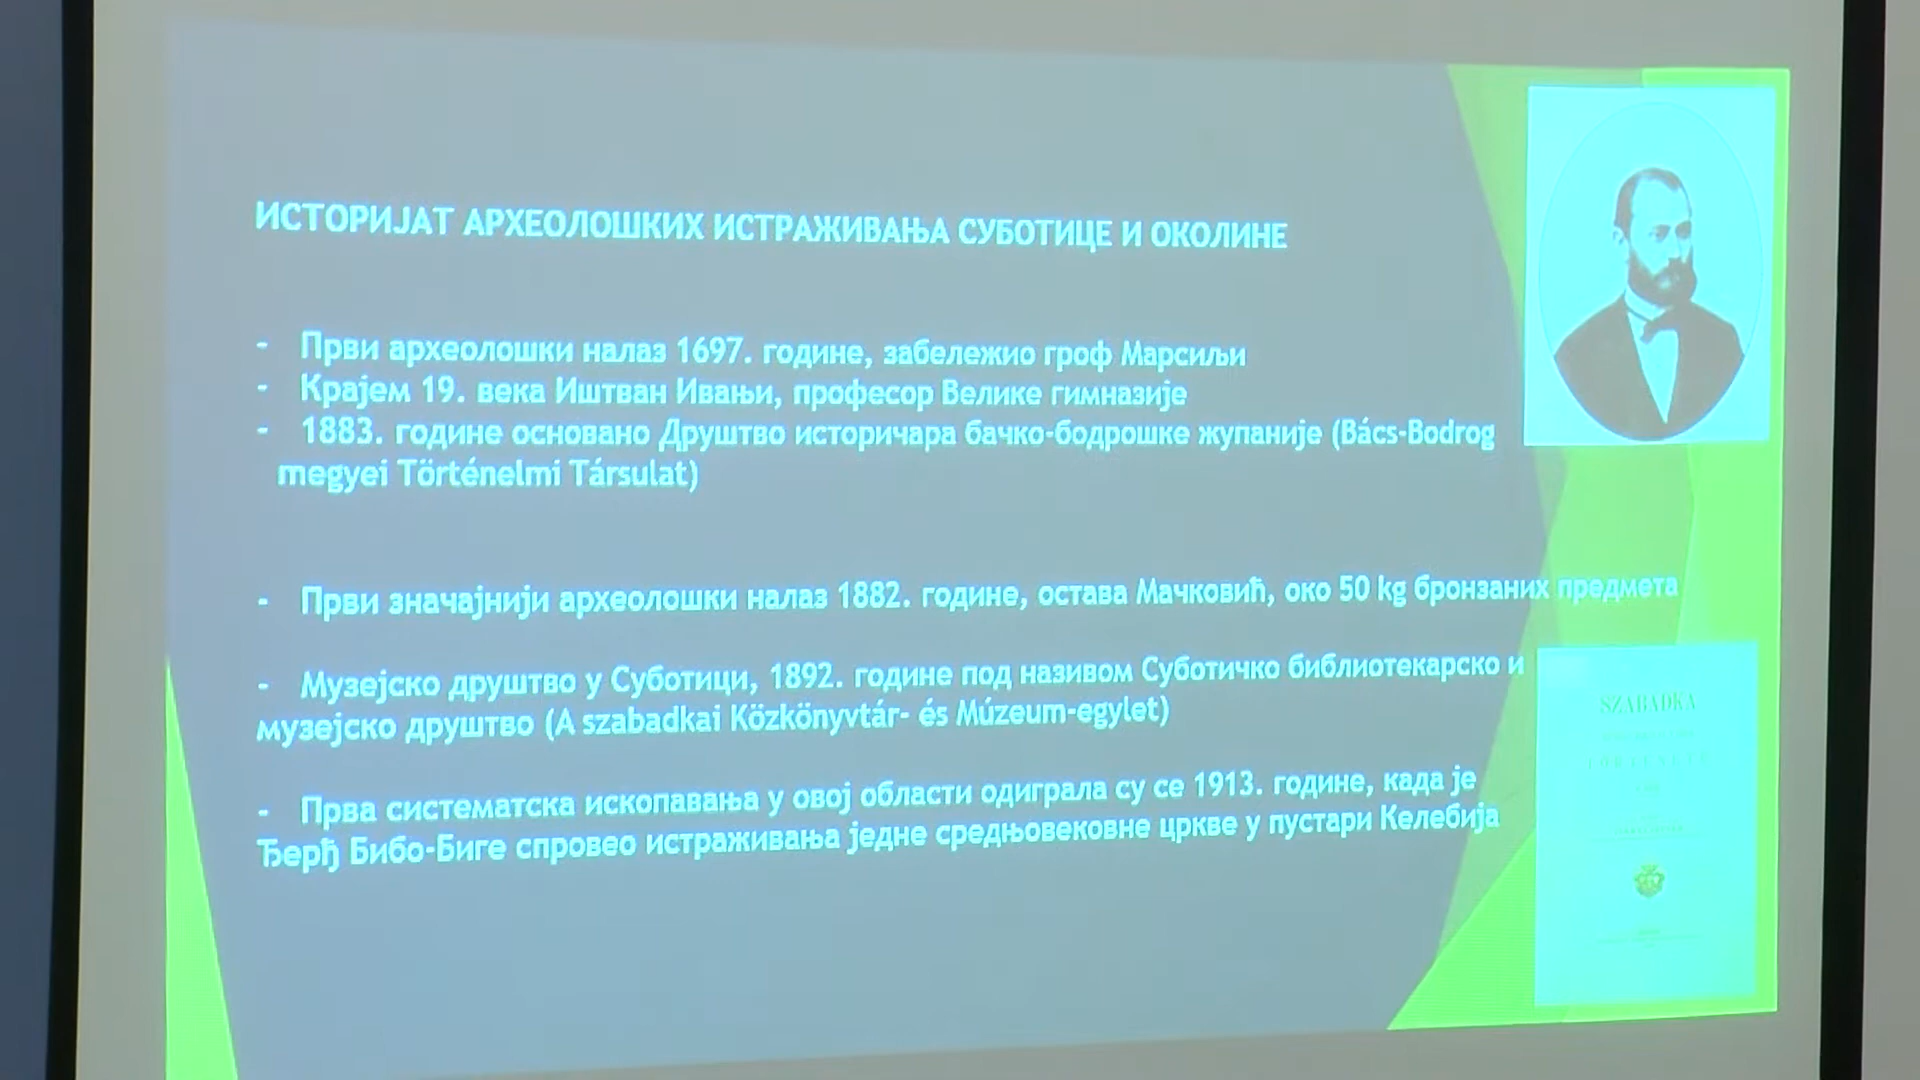 ИСТОРИЈАТ АРХЕОЛОШКИХ ИСТРАЖИВАЊА СУБОТИЦЕ И ОКОЛИНЕ
- Први археолошки налаз 1697. године, забележио гроф Марсиљи
- Крајем 19. века Иштван Ивањи, професор Велике гимназије
- 1883. године основано Друштво историчара бачко-бодрошке жупаније (Bács-Bodrog
megyei Történelmi Társulat)
- Први значајнији археолошки налаз 1882. године, остава Мачковић, око 50 kg бронзаних предмета
- Музејско друштво у Суботици, 1892. године под називом Суботичко библиотекарско и
музејско друштво (A szabadkai Közkönyvtár- és Múzeum-egylet)
- Прва систематска ископавања у овој области одиграла су се 1913. године, када је
Ђерђ Бибо-Биге спровео истраживања једне средњовековне цркве у пустари Келебија
SZABADKA